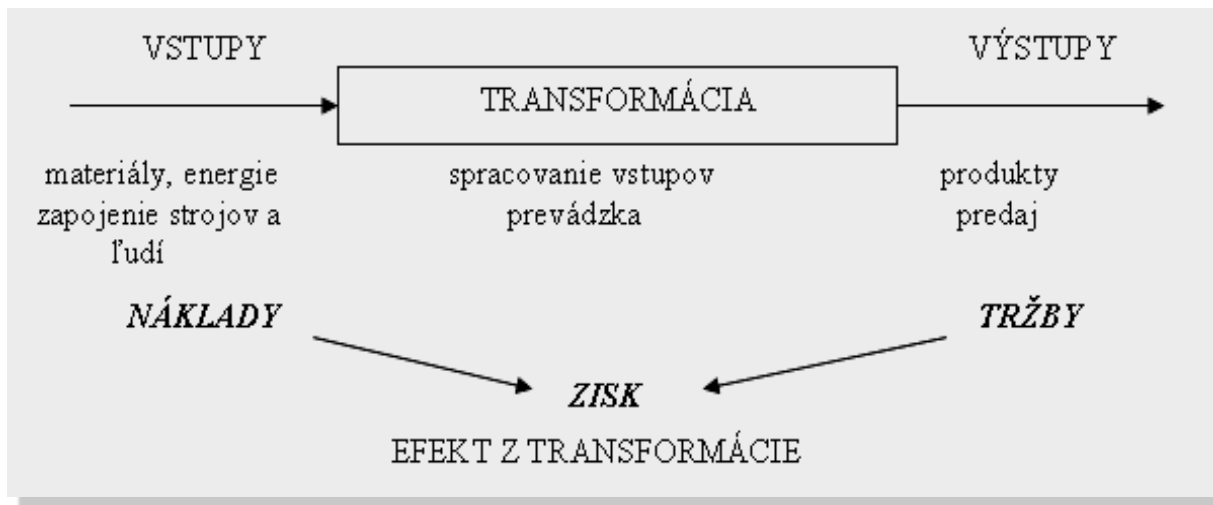 VSTUPY
VÝSTUPY
TRANSFORMÁCIA
materiály, energie
zapojenie strojov a
ľudí
spracovanie vstupov
prevádzka
produkty
predaj
NÁKLADY
TRŽBY
ZISK
EFEKT Z TRANSFORMÁCIE